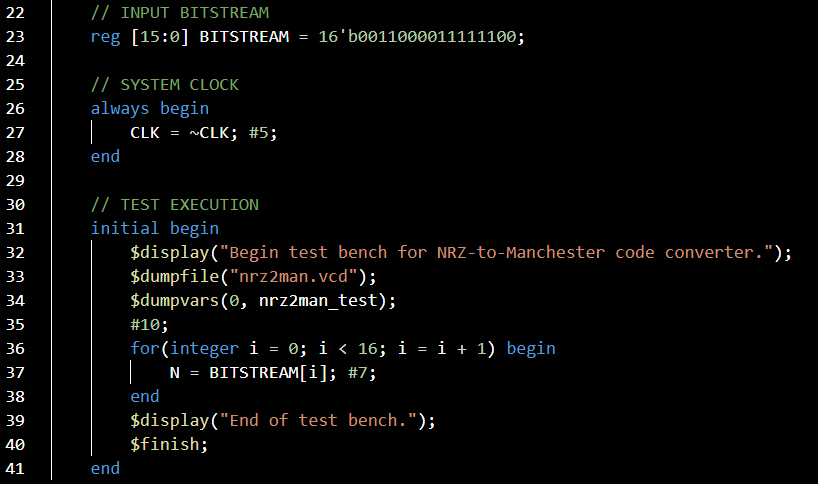 22 // INPUT BITSTREAM
23 reg [15:0] BITSTREAM = 16'b0011000011111100;
24
25 // SYSTEM CLOCK
26 always begin
27 CLK = ~CLK; #5;
28 end
29
30 // TEST EXECUTION
31 initial begin
32 $display("Begin test bench for NRZ-to-Manchester code converter.");
33 $dumpfile("nrz2man.vcd");
34 $dumpvars(0, nrz2man_test);
35 #10;
36 for(integer i = 0; i < 16; i = i + 1) begin
37 N = BITSTREAM[i]; #7;
38 end
39 $display("End of test bench.");
40 $finish;
41 end